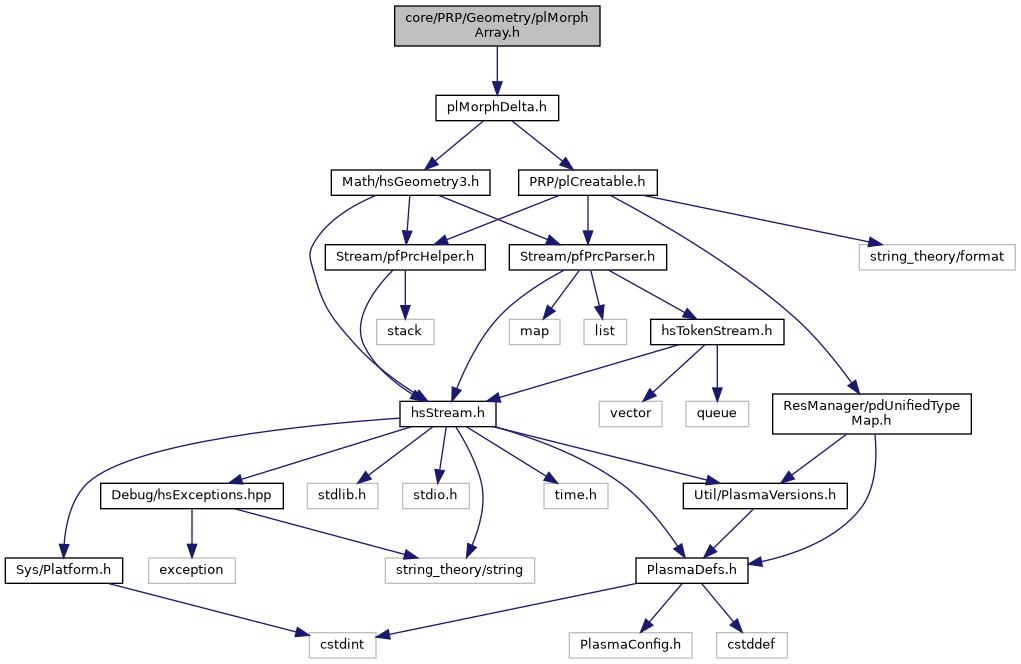 core/PRP/Geometry/plMorph
Array.h
plMorphDelta.h
Math/hsGeometry3.h
PRP/plCreatable.h
Stream/pfPrcHelper.h
Stream/pfPrcParser.h
string_theory/format
stack
map
list
hsTokenStream.h
hsStream.h
vector
queue
ResManager/pdUnifiedType
Map.h
Debug/hsExceptions.hpp
stdlib.h
stdio.h
time.h
Util/PlasmaVersions.h
Sys/Platform.h
exception
string_theory/string
PlasmaDefs.h
cstdint
PlasmaConfig.h
cstddef